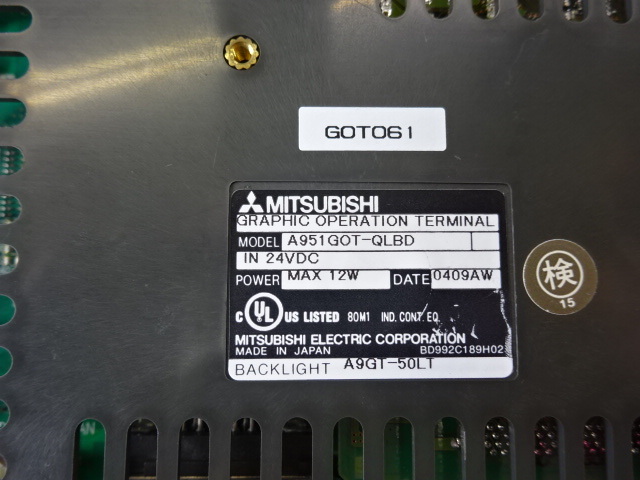 GOT061
MITSUBISHI
GRAPHIC OPERATION TERMINAL
MODEL A951GOT-QLBD
IN 24VDC
POWER MAX 12W DATE 0409AW
C UL US LISTED 80M1 IND. CONT. EQ.
MITSUBISHI ELECTRIC CORPORATION
MADE IN JAPAN BD992C189H02
BACKLIGHT A9GT-50LT
検
15